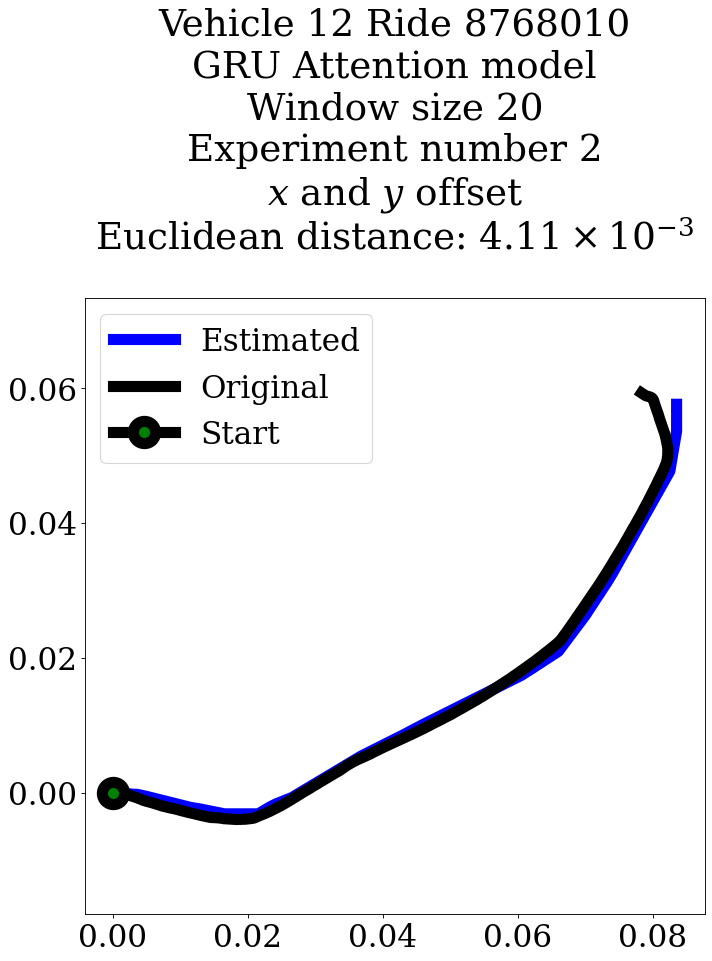 Vehicle 12 Ride 8768010
GRU Attention model
Window size 20
Experiment number 2
x and y offset
Euclidean distance: 4.11 × 10⁻³
Estimated
Original
Start
0.06
0.04
0.02
0.00
0.00 0.02 0.04 0.06 0.08